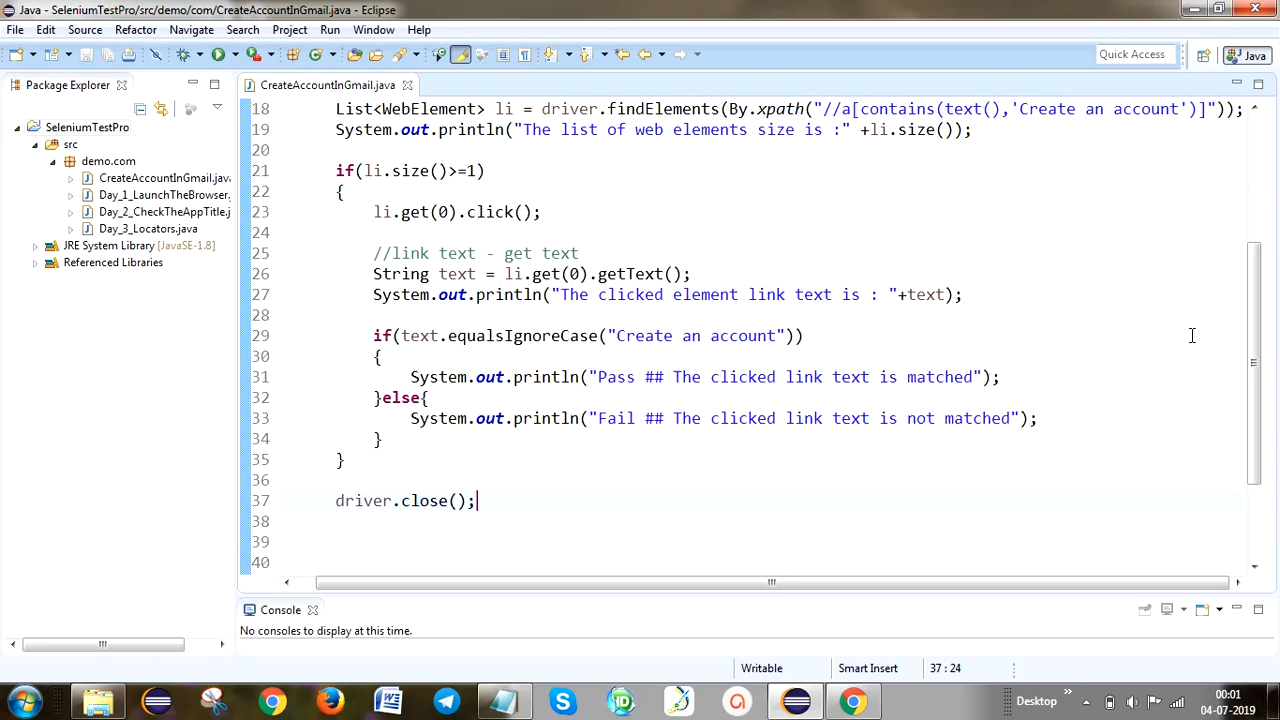 Java - SeleniumTestPro/src/demo/com/CreateAccountInGmail.java - Eclipse
File Edit Source Refactor Navigate Search Project Run Window Help
Quick Access
Java
Package Explorer
CreateAccountInGmail.java
SeleniumTestPro
src
demo.com
CreateAccountInGmail.jav
Day_1_LaunchTheBrowser.
Day_2_CheckTheAppTitle.j
Day_3_Locators.java
JRE System Library [JavaSE-1.8]
Referenced Libraries
18 List<WebElement> li = driver.findElements(By.xpath("//a[contains(text(),'Create an account')]"));
19 System.out.println("The list of web elements size is :" +li.size());
20
21 if(li.size()>=1)
22 {
23 li.get(0).click();
24
25 //link text - get text
26 String text = li.get(0).getText();
27 System.out.println("The clicked element link text is : "+text);
28
29 if(text.equalsIgnoreCase("Create an account"))
30 {
31 System.out.println("Pass ## The clicked link text is matched");
32 }else{
33 System.out.println("Fail ## The clicked link text is not matched");
34 }
35 }
36
37 driver.close();
38
39
40
Console
No consoles to display at this time.
Writable Smart Insert 37 : 24
Desktop
00:01
04-07-2019